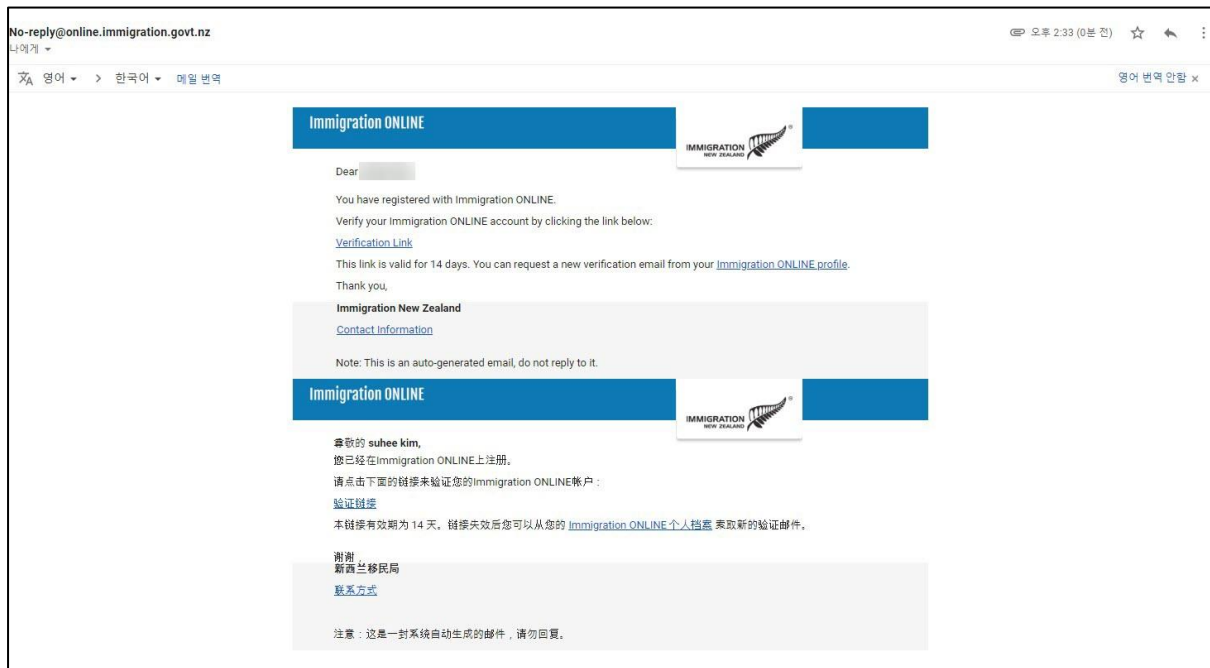 No-reply@online.immigration.govt.nz
오후 2:33 (0분 전)
나에게
영어 > 한국어 메일 번역
영어 번역 안함 ×
Immigration ONLINE
IMMIGRATION
NEW ZEALAND
Dear
You have registered with Immigration ONLINE.
Verify your Immigration ONLINE account by clicking the link below:
Verification Link
This link is valid for 14 days. You can request a new verification email from your Immigration ONLINE profile.
Thank you,
Immigration New Zealand
Contact Information
Note: This is an auto-generated email, do not reply to it.
Immigration ONLINE
IMMIGRATION
NEW ZEALAND
尊敬的 suhee kim,
您已经在Immigration ONLINE上注册。
请点击下面的链接来验证您的Immigration ONLINE帐户：
验证链接
本链接有效期为 14 天。链接失效后您可以从您的 Immigration ONLINE个人档案 索取新的验证邮件。
谢谢，
新西兰移民局
联系方式
注意：这是一封系统自动生成的邮件，请勿回复。